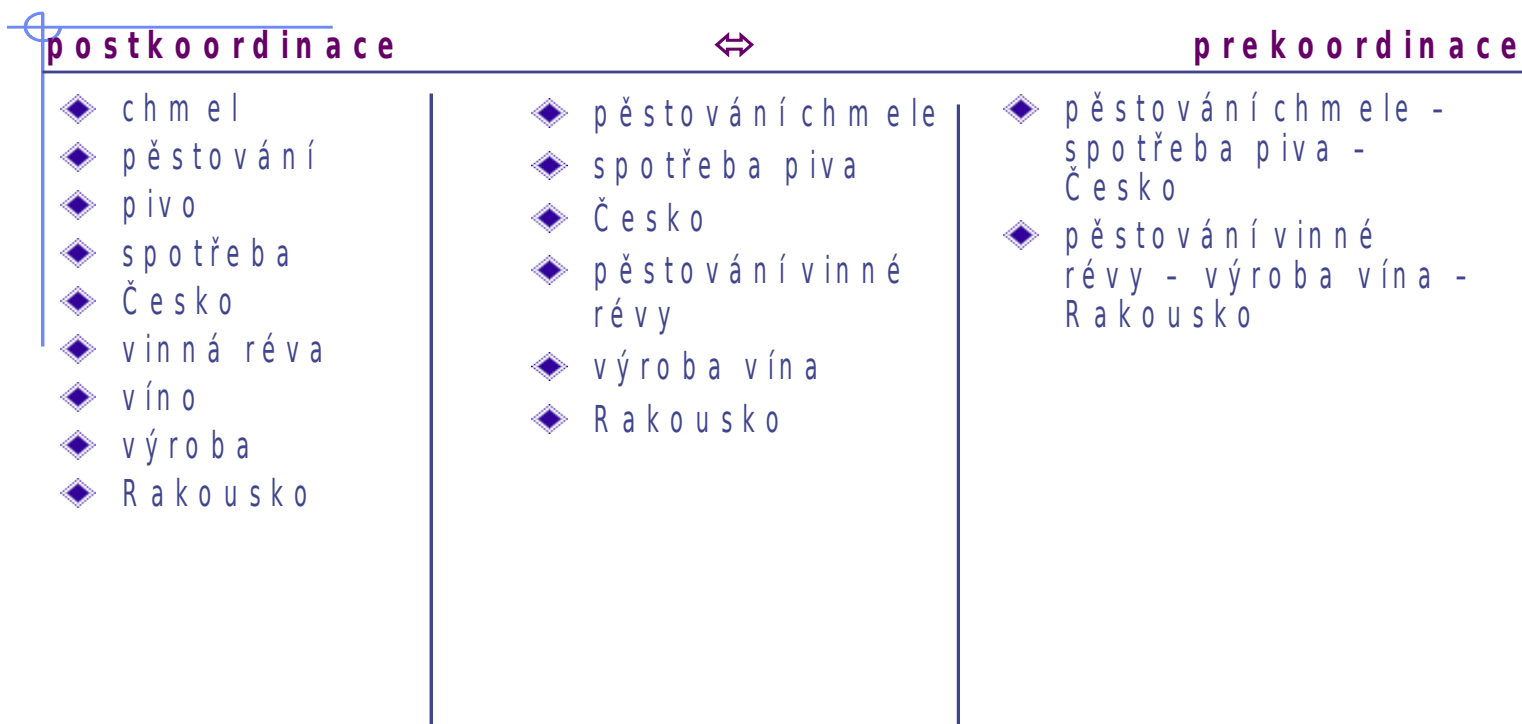 postkoordinace ⇔ prekoordinace
chmel
pěstování
pivo
spotřeba
Česko
vinná réva
víno
výroba
Rakousko
pěstování chmele
spotřeba piva
Česko
pěstování vinné
révy
výroba vína
Rakousko
pěstování chmele –
spotřeba piva –
Česko
pěstování vinné
révy – výroba vína –
Rakousko